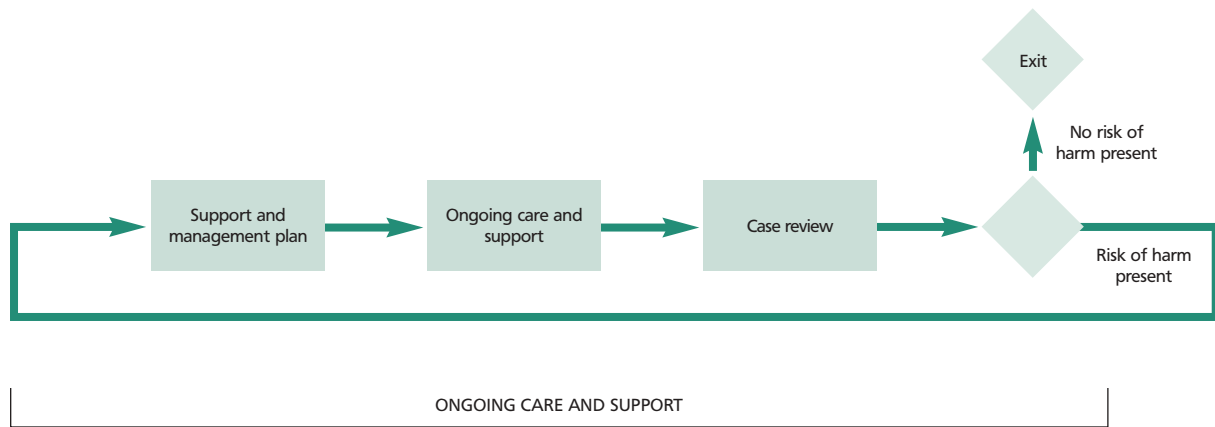 Exit
No risk of
harm present
Support and
management plan
Ongoing care and
support
Case review
Risk of harm
present
ONGOING CARE AND SUPPORT